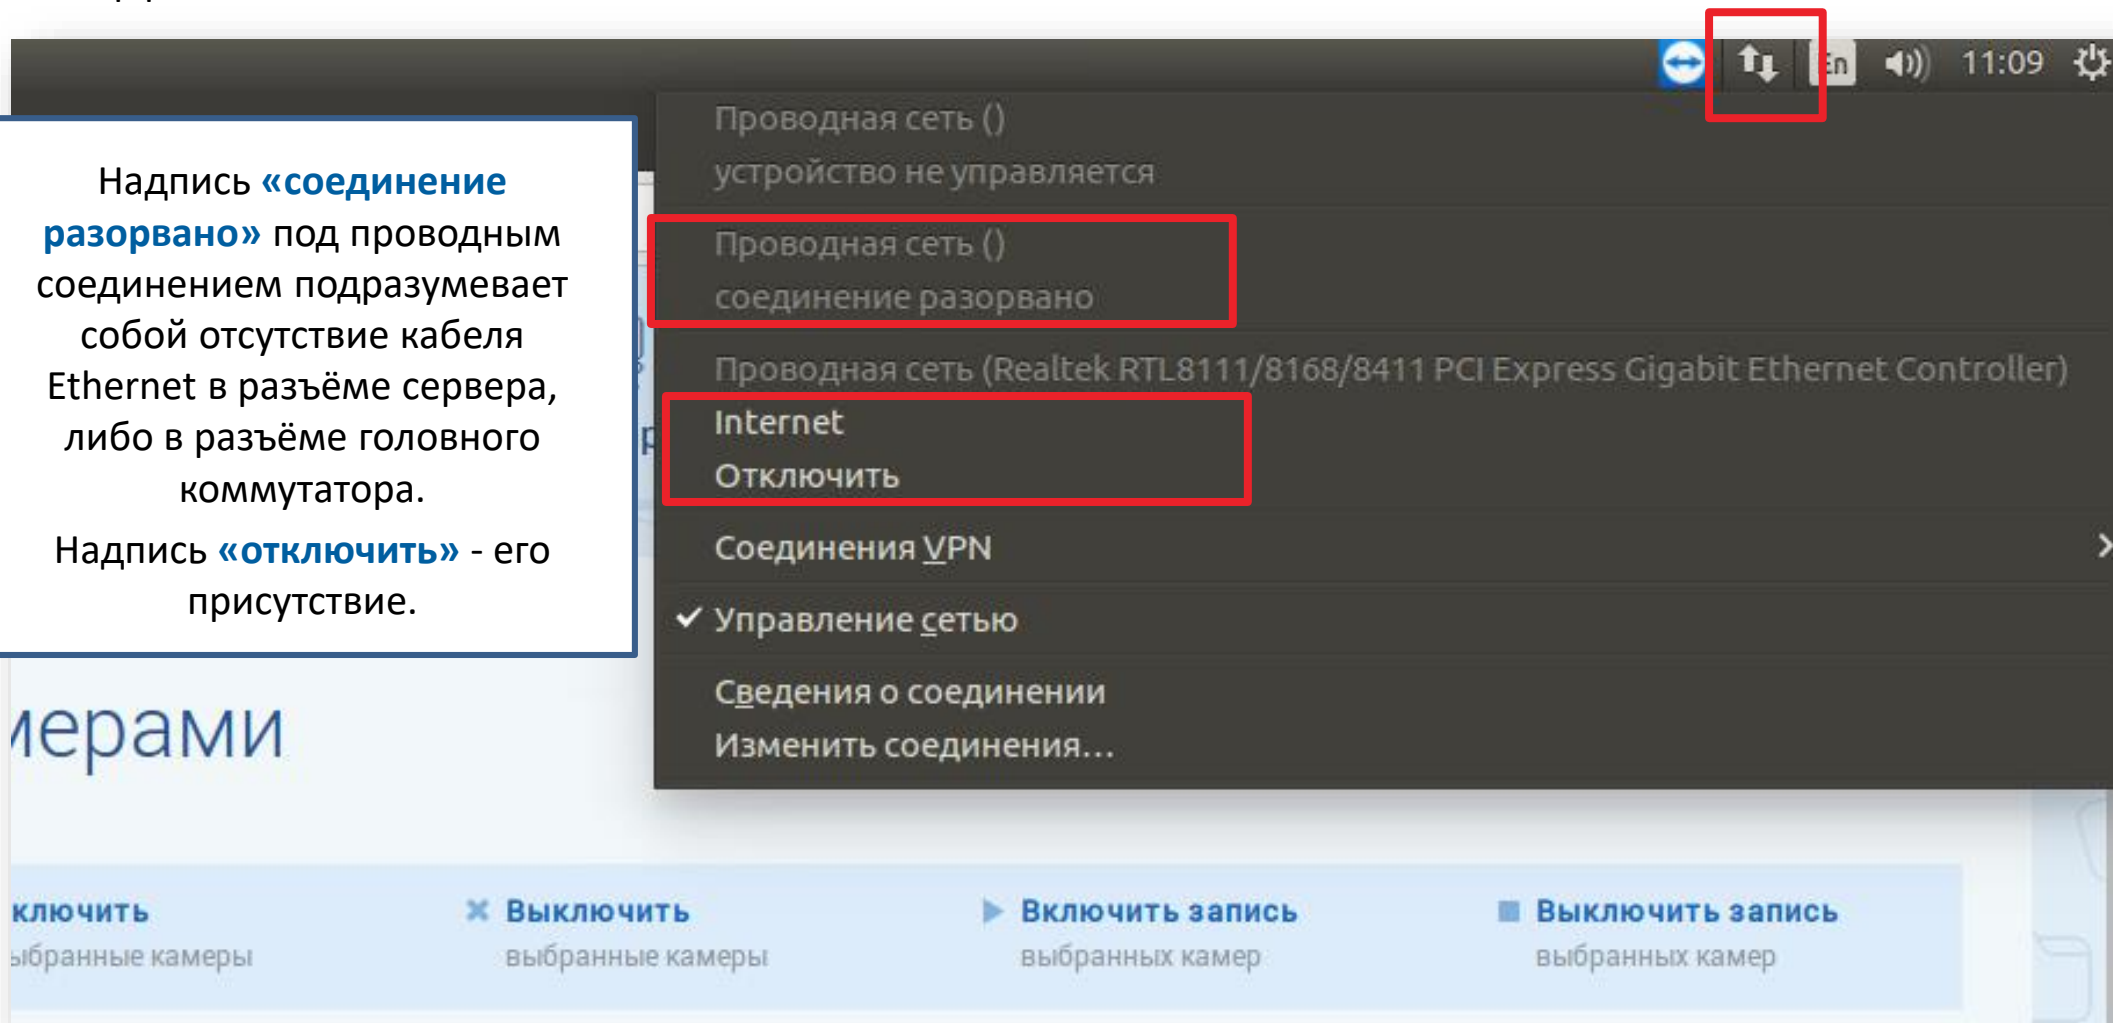 En 11:09
Надпись «соединение
разорвано» под проводным
соединением подразумевает
собой отсутствие кабеля
Ethernet в разъёме сервера,
либо в разъёме головного
коммутатора.
Надпись «отключить» - его
присутствие.
Проводная сеть ()
устройство не управляется
Проводная сеть ()
соединение разорвано
Проводная сеть (Realtek RTL8111/8168/8411 PCI Express Gigabit Ethernet Controller)
Internet
Отключить
Соединения VPN
Управление сетью
Сведения о соединении
Изменить соединения...
мерами
ключить
ыбранные камеры
Выключить
выбранные камеры
Включить запись
выбранных камер
Выключить запись
выбранных камер